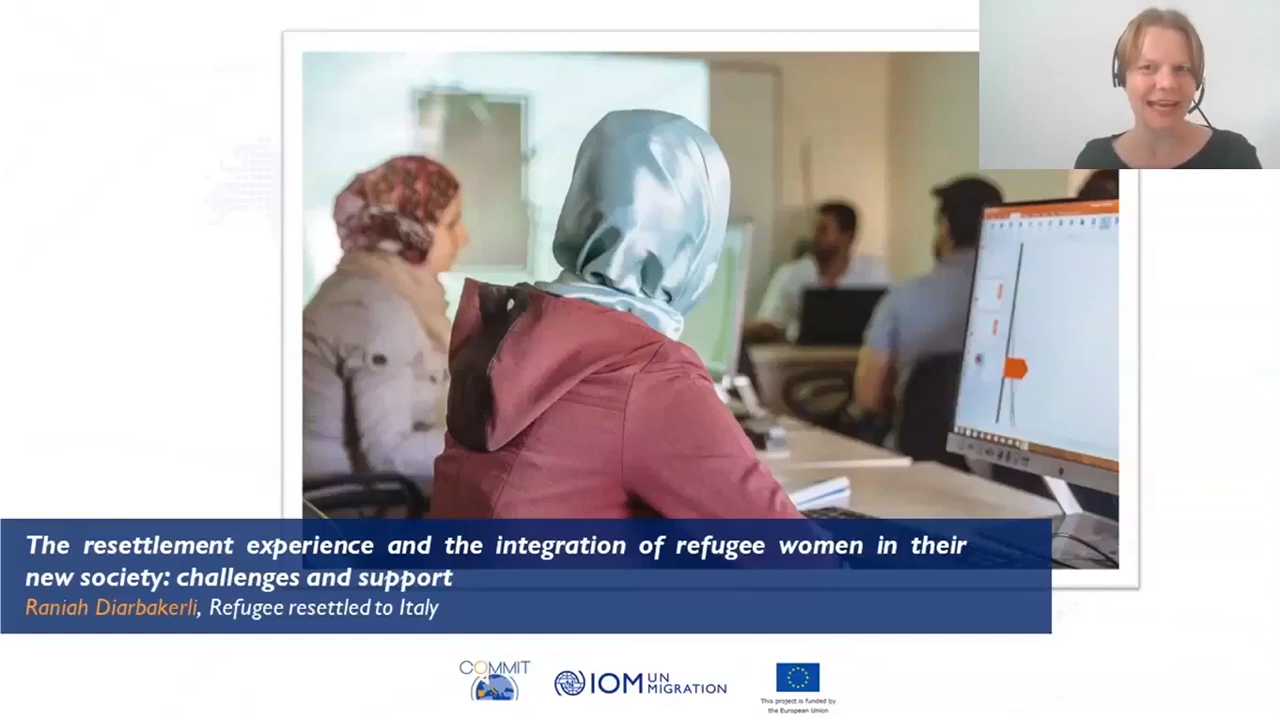 The resettlement experience and the integration of refugee women in their
new society: challenges and support
Raniah Diarbakerli, Refugee resettled to Italy
COMMIT
IOM UN MIGRATION
This project is funded by
the European Union